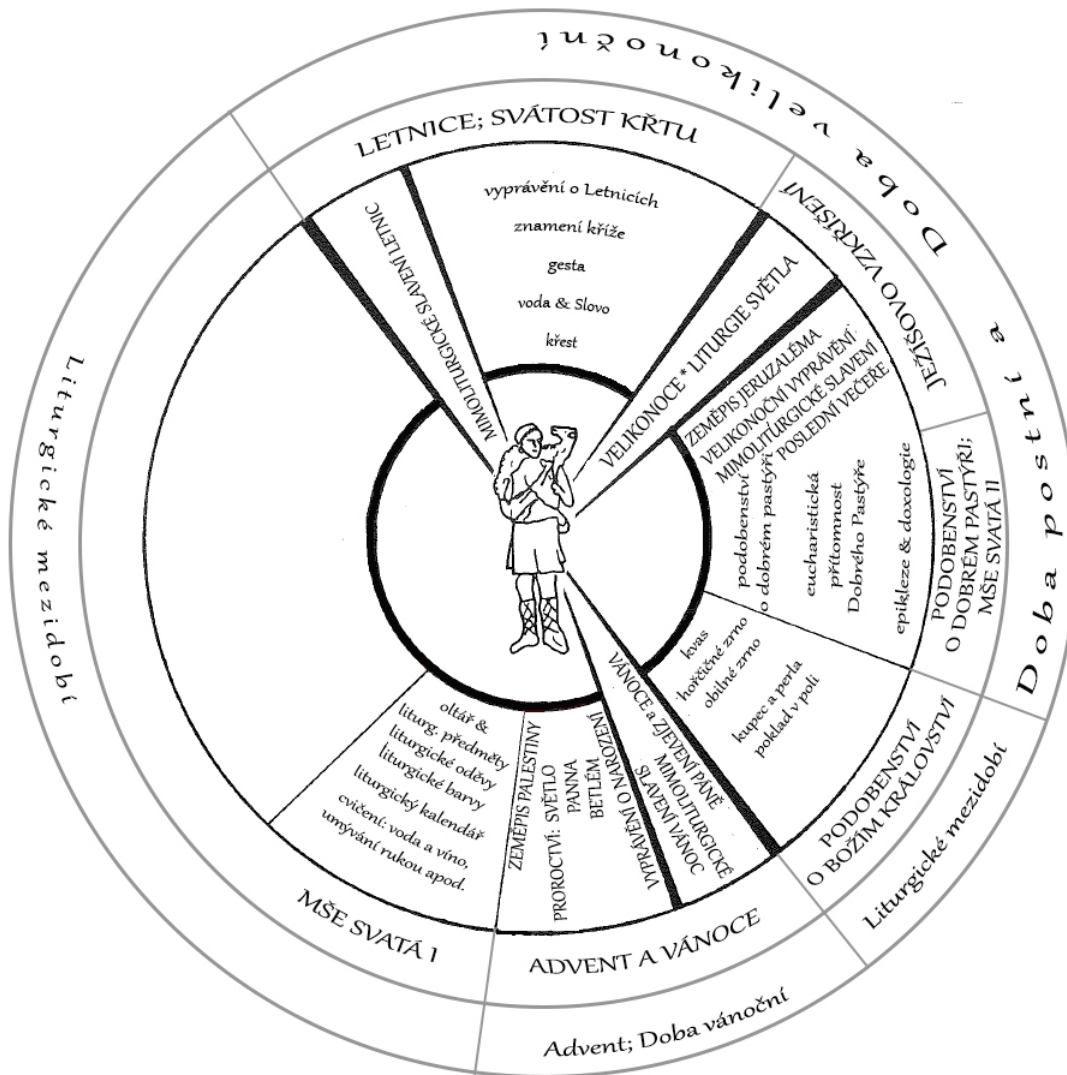 Doba postní a
Doba velikonoční
Liturgické mezidobí
Advent; Doba vánoční
Liturgické mezidobí
LETNICE; SVÁTOST KŘTU
JEŽIŠOVO VZKŘÍŠENÍ
PODOBENSTVÍ
O DOBRÉM PASTÝŘI;
MŠE SVATÁ II
PODOBENSTVÍ
O BOŽÍM KRÁLOVSTVÍ
ADVENT A VÁNOCE
MŠE SVATÁ I
MIMOLITURGICKÉ SLAVENÍ LETNIC
vyprávění o Letnicích
znamení kříže
gesta
voda & Slovo
křest
VELIKONOCE * LITURGIE SVĚTLA
ZEMĚPIS JERUZALÉMA
VELIKONOČNÍ VYPRÁVĚNÍ
MIMOLITURGICKÉ SLAVENÍ
POSLEDNÍ VEČEŘE
podobenství
o dobrém pastýři
eucharistická
přítomnost
Dobrého Pastýře
epikleze & doxologie
kvas
hořčičné zrno
obilné zrno
kupec a perla
poklad v poli
VÁNOCE a ZJEVENÍ PÁNĚ
MIMOLITURGICKÉ
SLAVENÍ VÁNOC
ZEMĚPIS PALESTINY
PROROCTVÍ: SVĚTLO
PANNA
BETLÉM
VYPRÁVĚNÍ O NAROZENÍ
oltář &
liturg. předměty
liturgické oděvy
liturgické barvy
liturgický kalendář
cvičení: voda a víno,
umývání rukou apod.